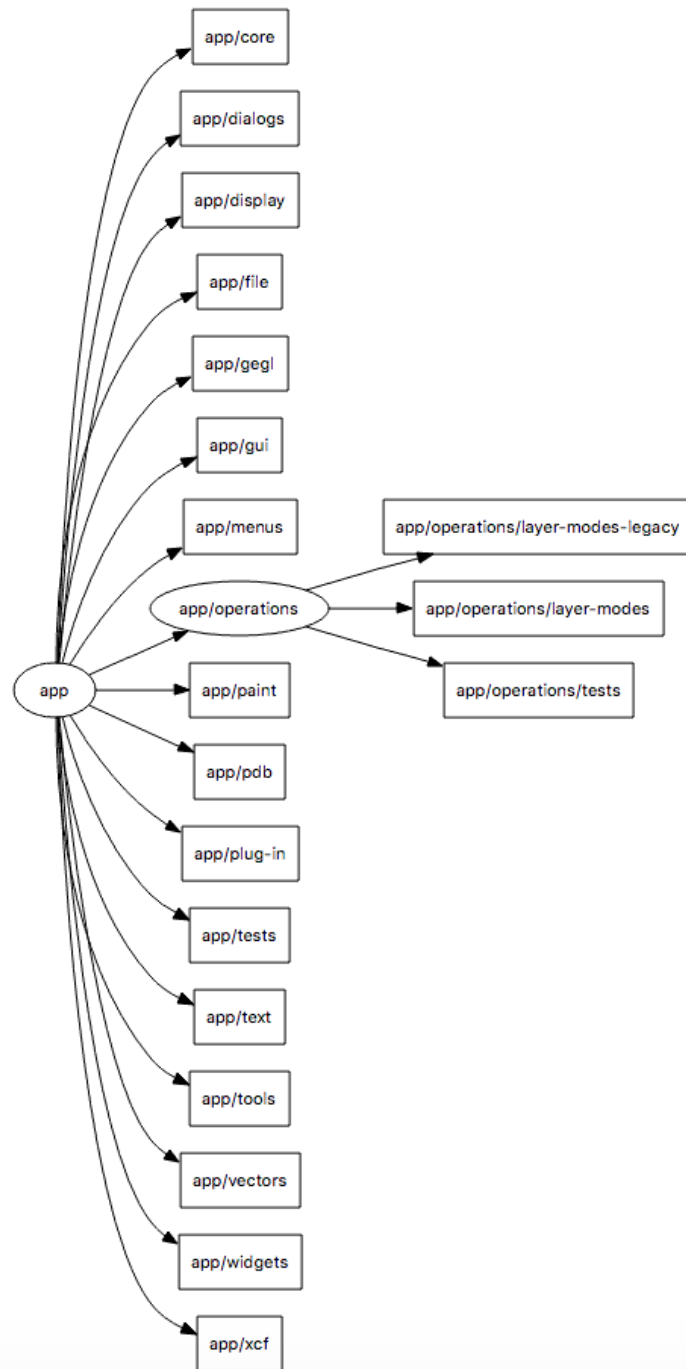 app/core
app/dialogs
app/display
app/file
app/gegl
app/gui
app/menus
app/operations/layer-modes-legacy
app/operations
app/operations/layer-modes
app
app/paint
app/operations/tests
app/pdb
app/plug-in
app/tests
app/text
app/tools
app/vectors
app/widgets
app/xcf